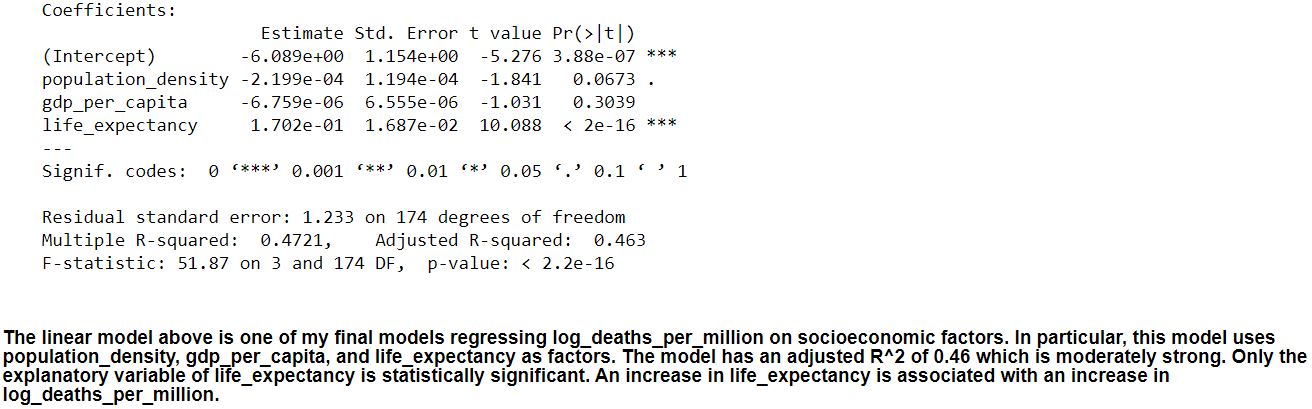 Coefficients:
Estimate Std. Error t value Pr(>|t|)
(Intercept) -6.089e+00 1.154e+00 -5.276 3.88e-07 ***
population_density -2.199e-04 1.194e-04 -1.841 0.0673 .
gdp_per_capita -6.759e-06 6.555e-06 -1.031 0.3039
life_expectancy 1.702e-01 1.687e-02 10.088 < 2e-16 ***
---
Signif. codes: 0 ‘***’ 0.001 ‘**’ 0.01 ‘*’ 0.05 ‘.’ 0.1 ‘ ’ 1
Residual standard error: 1.233 on 174 degrees of freedom
Multiple R-squared: 0.4721, Adjusted R-squared: 0.463
F-statistic: 51.87 on 3 and 174 DF, p-value: < 2.2e-16
The linear model above is one of my final models regressing log_deaths_per_million on socioeconomic factors. In particular, this model uses
population_density, gdp_per_capita, and life_expectancy as factors. The model has an adjusted R^2 of 0.46 which is moderately strong. Only the
explanatory variable of life_expectancy is statistically significant. An increase in life_expectancy is associated with an increase in
log_deaths_per_million.